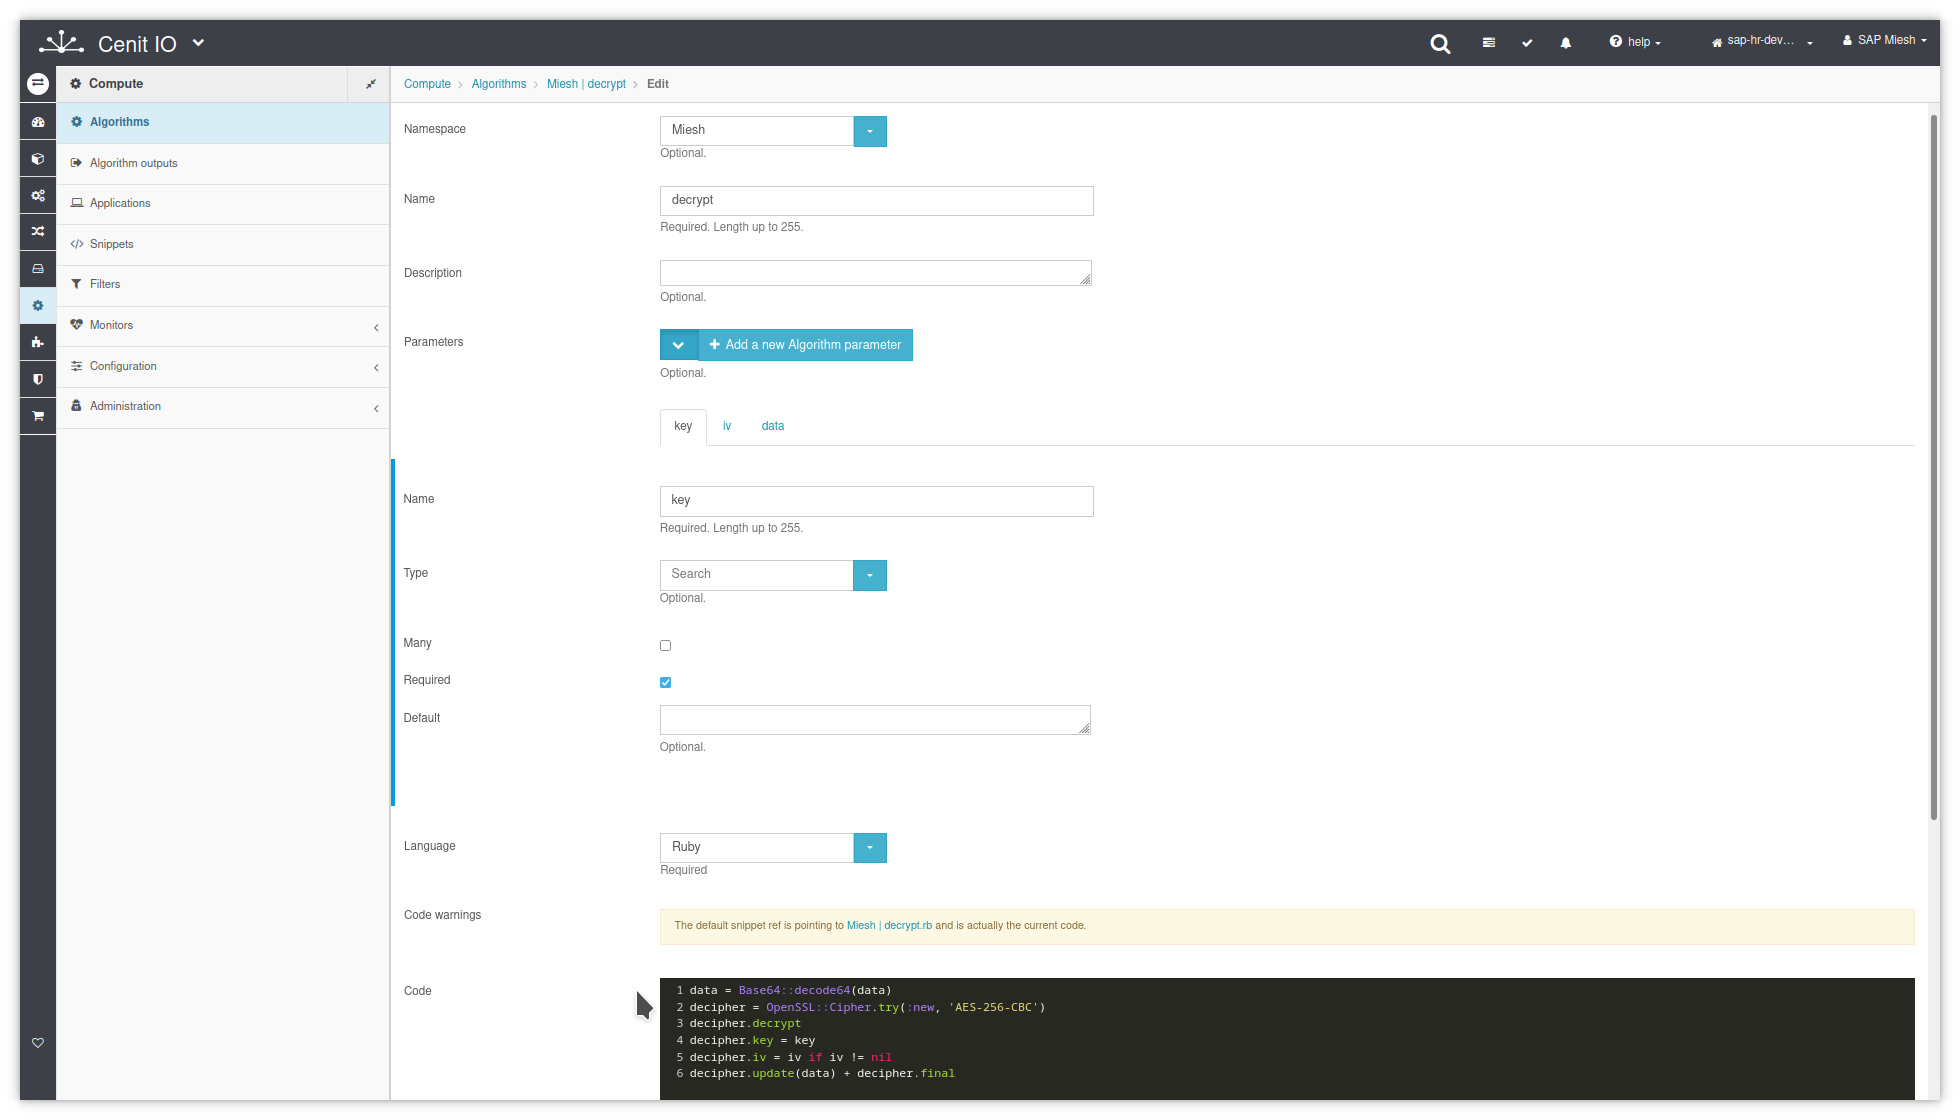 Cenit IO
help
sap-hr-dev...
SAP Miesh
Compute
Algorithms
Algorithm outputs
Applications
Snippets
Filters
Monitors
Configuration
Administration
Compute > Algorithms > Miesh | decrypt > Edit
Namespace
Miesh
Optional.
Name
decrypt
Required. Length up to 255.
Description
Optional.
Parameters
Add a new Algorithm parameter
Optional.
key iv data
Name
key
Required. Length up to 255.
Type
Search
Optional.
Many
Required
Default
Optional.
Language
Ruby
Required
Code warnings
The default snippet ref is pointing to Miesh | decrypt.rb and is actually the current code.
Code
1 data = Base64::decode64(data)
2 decipher = OpenSSL::Cipher.try(:new, 'AES-256-CBC')
3 decipher.decrypt
4 decipher.key = key
5 decipher.iv = iv if iv != nil
6 decipher.update(data) + decipher.final